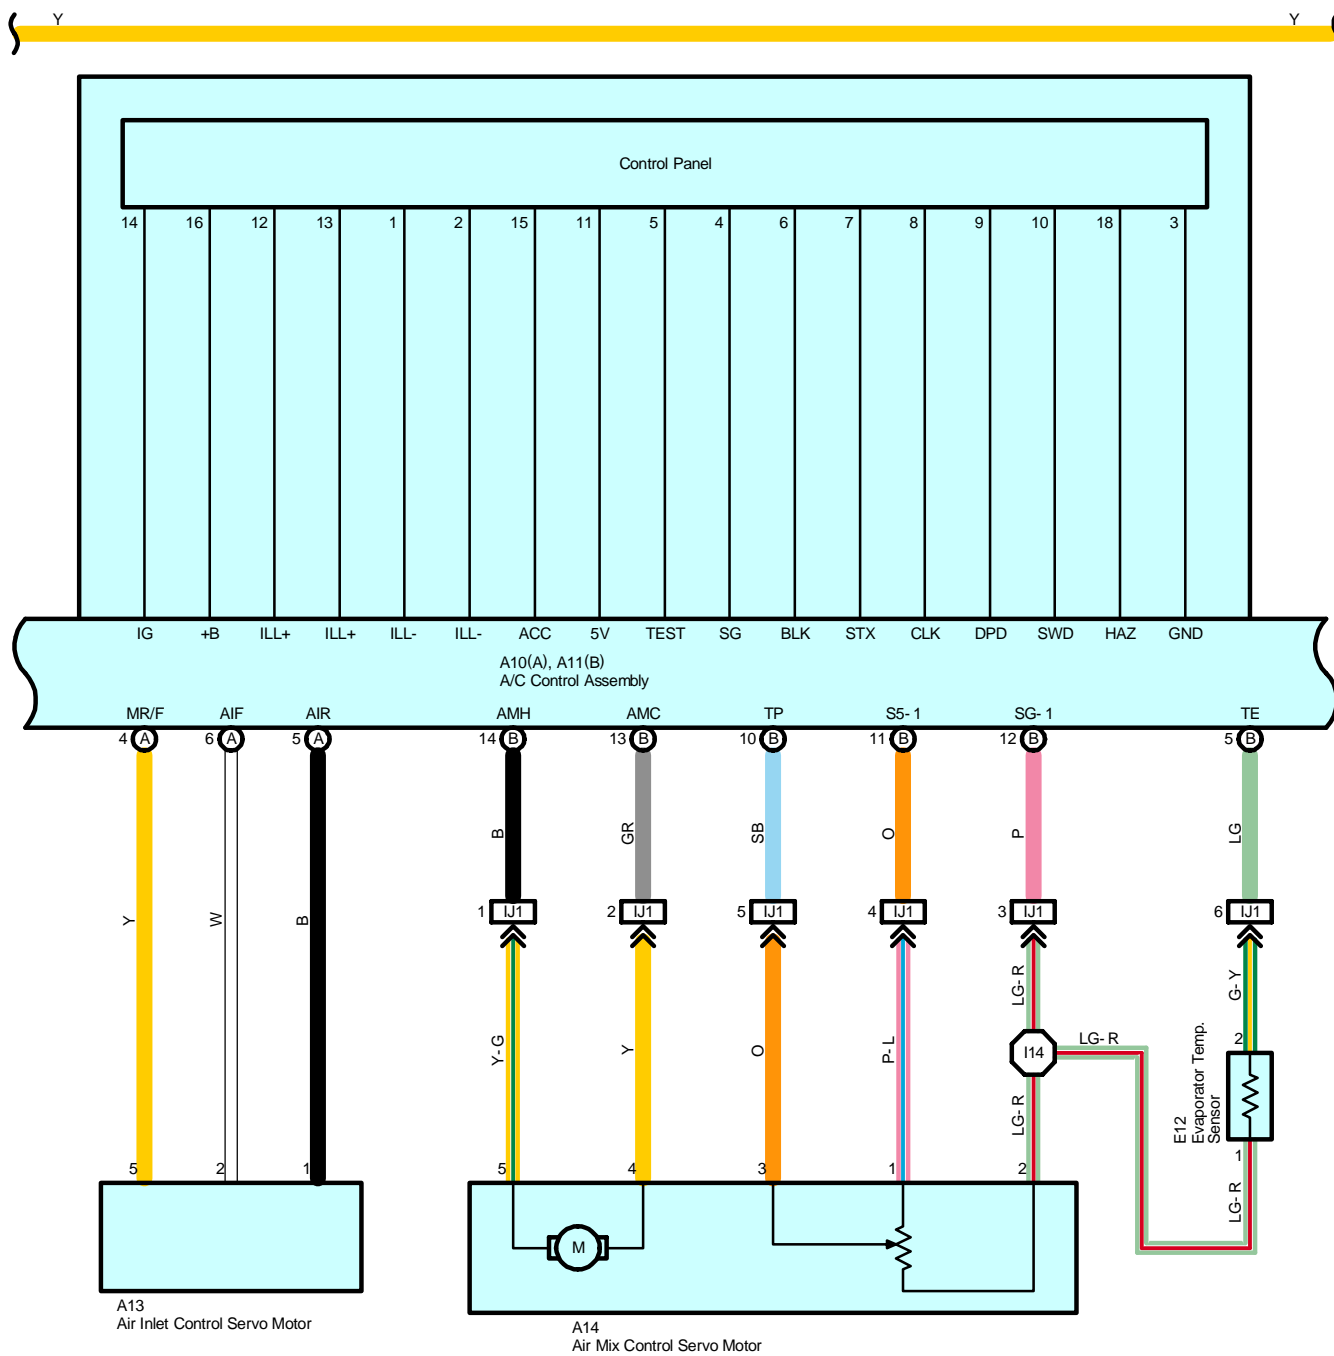 Y Y
Control Panel
14 16 12 13 1 2 15 11 5 4 6 7 8 9 10 18 3
IG +B ILL+ ILL+ ILL- ILL- ACC 5V TEST SG BLK STX CLK DPD SWD HAZ GND
A10(A), A11(B)
A/C Control Assembly
MR/F AIF AIR AMH AMC TP S5-1 SG-1 TE
4 A 6 A 5 A 14 B 13 B 10 B 11 B 12 B 5 B
B GR SB O P LG
1 IJ1 2 IJ1 5 IJ1 4 IJ1 3 IJ1 6 IJ1
Y W B
LG-R G-Y
Y-G Y O P-L
I14 LG-R 2
LG-R
E12
Evaporator Temp.
Sensor
5 2 1 5 4 3 1 2 1
LG-R
M
A13
Air Inlet Control Servo Motor
A14
Air Mix Control Servo Motor